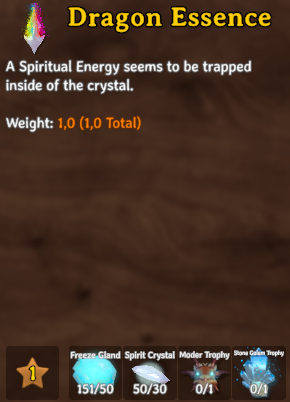 Dragon Essence
A Spiritual Energy seems to be trapped
inside of the crystal.
Weight: 1,0 (1,0 Total)
1
Freeze Gland Spirit Crystal Moder Trophy Stone Golem Trophy
151/50 50/30 0/1 0/1